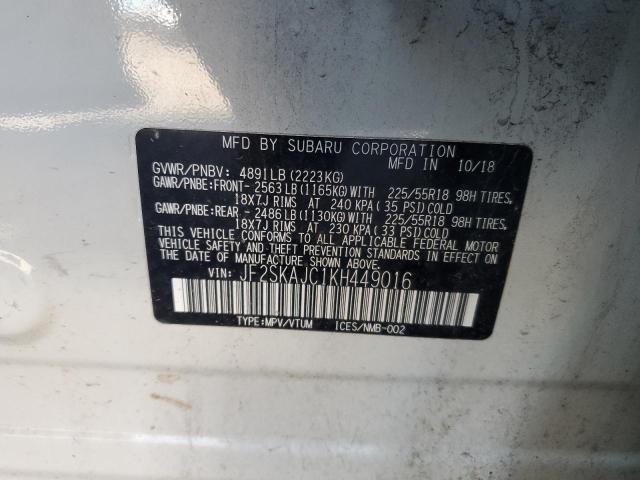 MFD BY SUBARU CORPORATION
MFD IN 10/18
GVWR/PNBV: 4891LB(2223KG)
GAWR/PNBE:FRONT- 2563LB(1165KG)WITH 225/55R18 98H TIRES,
18X7J RIMS AT 240 KPA(35 PSI)COLD
GAWR/PNBE:REAR.- 2486LB(1130KG)WITH 225/55R18 98H TIRES,
18X7J RIMS AT 230 KPA(33 PSI)COLD
THIS VEHICLE CONFORMS TO ALL APPLICABLE FEDERAL MOTOR
VEHICLE SAFETY AND THEFT PREVENTION STANDARDS IN EFFECT ON
THE DATE OF MANUFACTURE SHOWN ABOVE.
VIN: JF2SKAJC1KH449016
TYPE:MPV/VTUM ICES/NMB-002